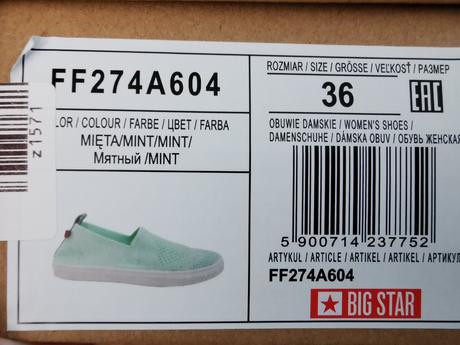 FF274A604
LOR / COLOUR / FARBE / ЦВЕТ / FARBA
MIĘTA/MINT/MINT/
Мятный /MINT
z1571
ROZMIAR / SIZE / GRÖSSE / VEĽKOSŤ / РАЗМЕР
36
EAC
OBUWIE DAMSKIE / WOMEN'S SHOES /
DAMENSCHUHE / DÁMSKA OBUV / ОБУВЬ ЖЕНСКАЯ
5 900714 237752
ARTYKUŁ / ARTICLE / ARTIKEL / ARTIKEL / АРТИКУЛ
FF274A604
BIG STAR